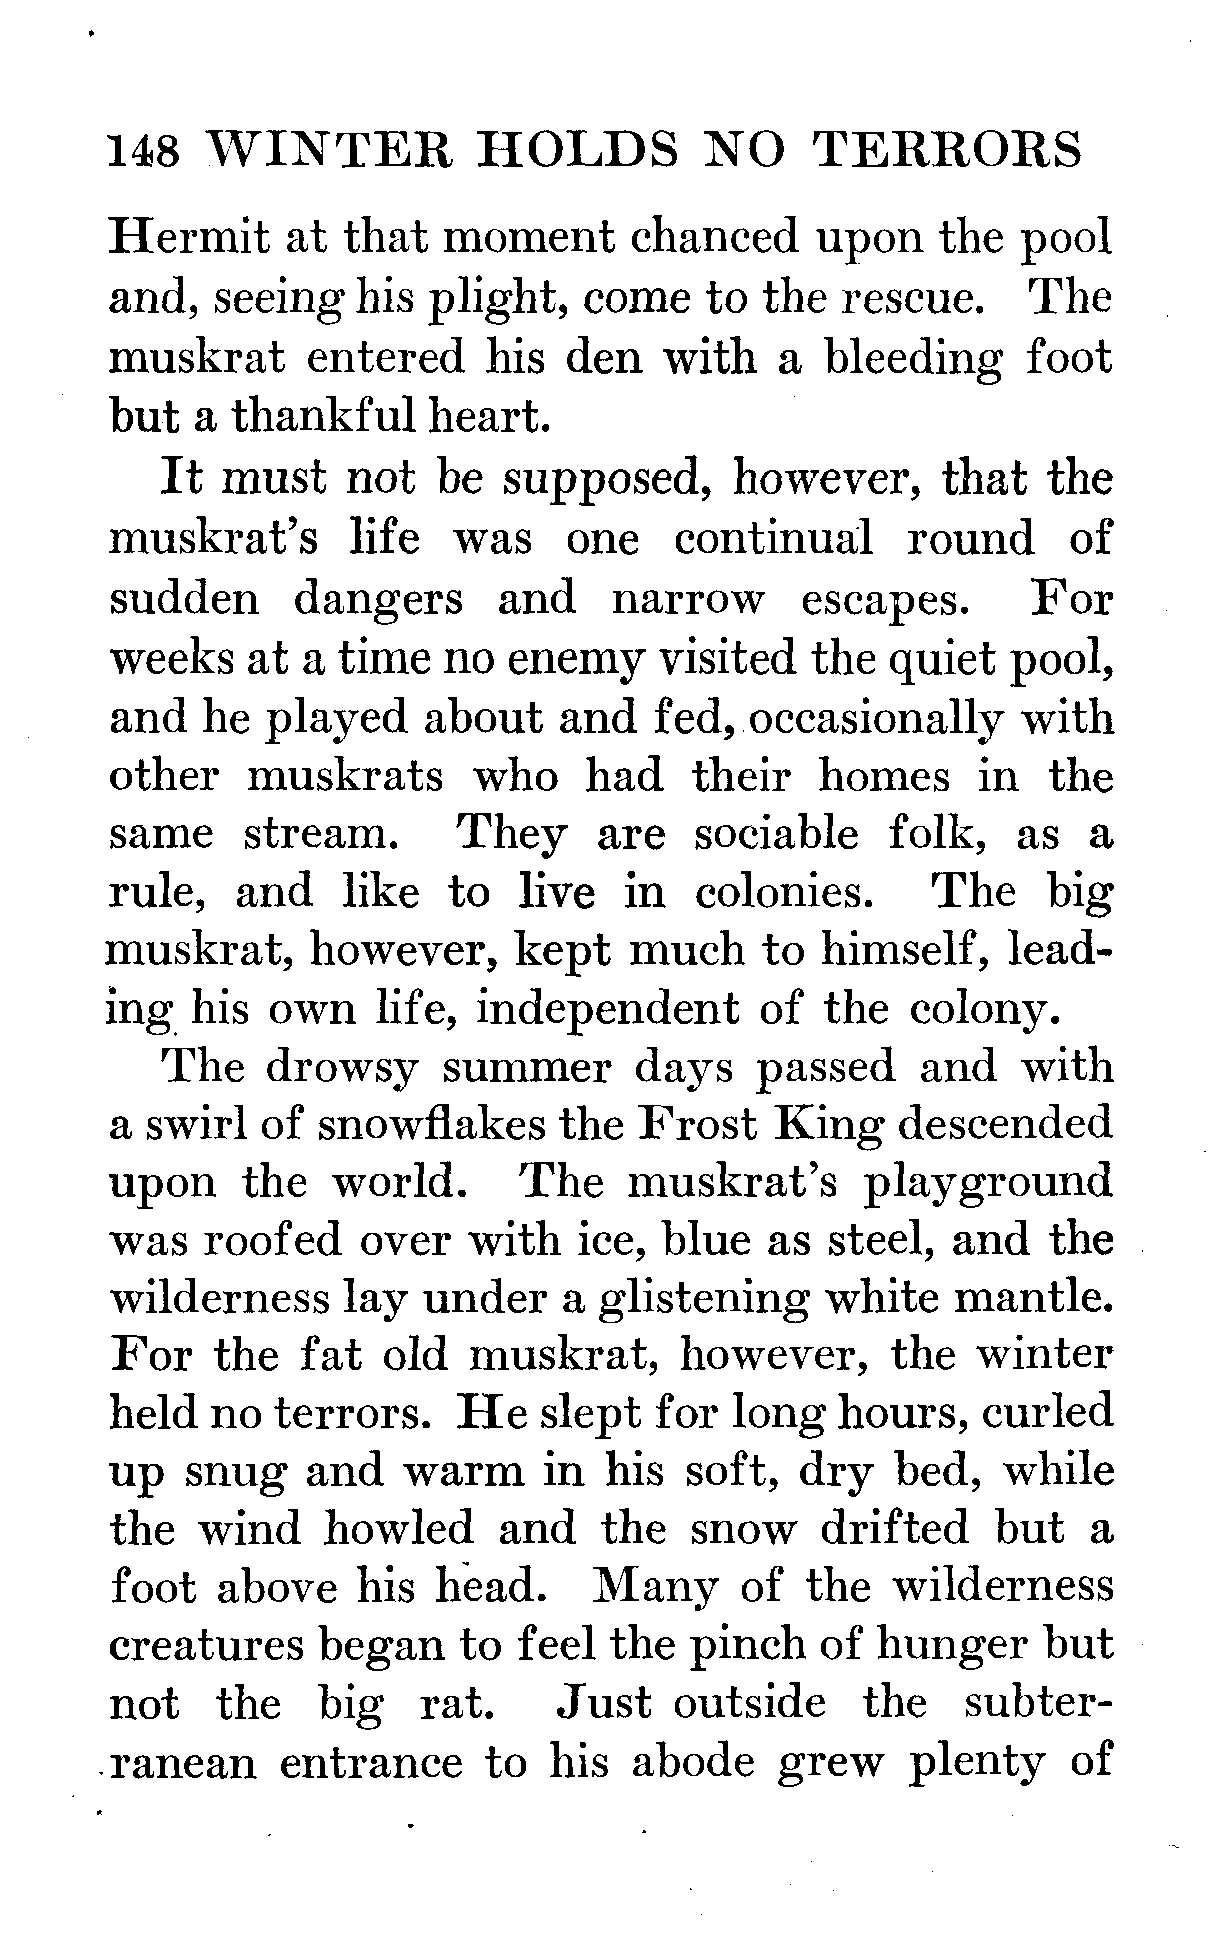 148 WINTER HOLDS NO TERRORS
Hermit at that moment chanced upon the pool
and, seeing his plight, come to the rescue. The
muskrat entered his den with a bleeding foot
but a thankful heart.
It must not be supposed, however, that the
muskrat's life was one continual round of
sudden dangers and narrow escapes. For
weeks at a time no enemy visited the quiet pool,
and he played about and fed, occasionally with
other muskrats who had their homes in the
same stream. They are sociable folk, as a
rule, and like to live in colonies. The big
muskrat, however, kept much to himself, lead-
ing his own life, independent of the colony.
The drowsy summer days passed and with
a swirl of snowflakes the Frost King descended
upon the world. The muskrat's playground
was roofed over with ice, blue as steel, and the
wilderness lay under a glistening white mantle.
For the fat old muskrat, however, the winter
held no terrors. He slept for long hours, curled
up snug and warm in his soft, dry bed, while
the wind howled and the snow drifted but a
foot above his head. Many of the wilderness
creatures began to feel the pinch of hunger but
not the big rat. Just outside the subter-
ranean entrance to his abode grew plenty of